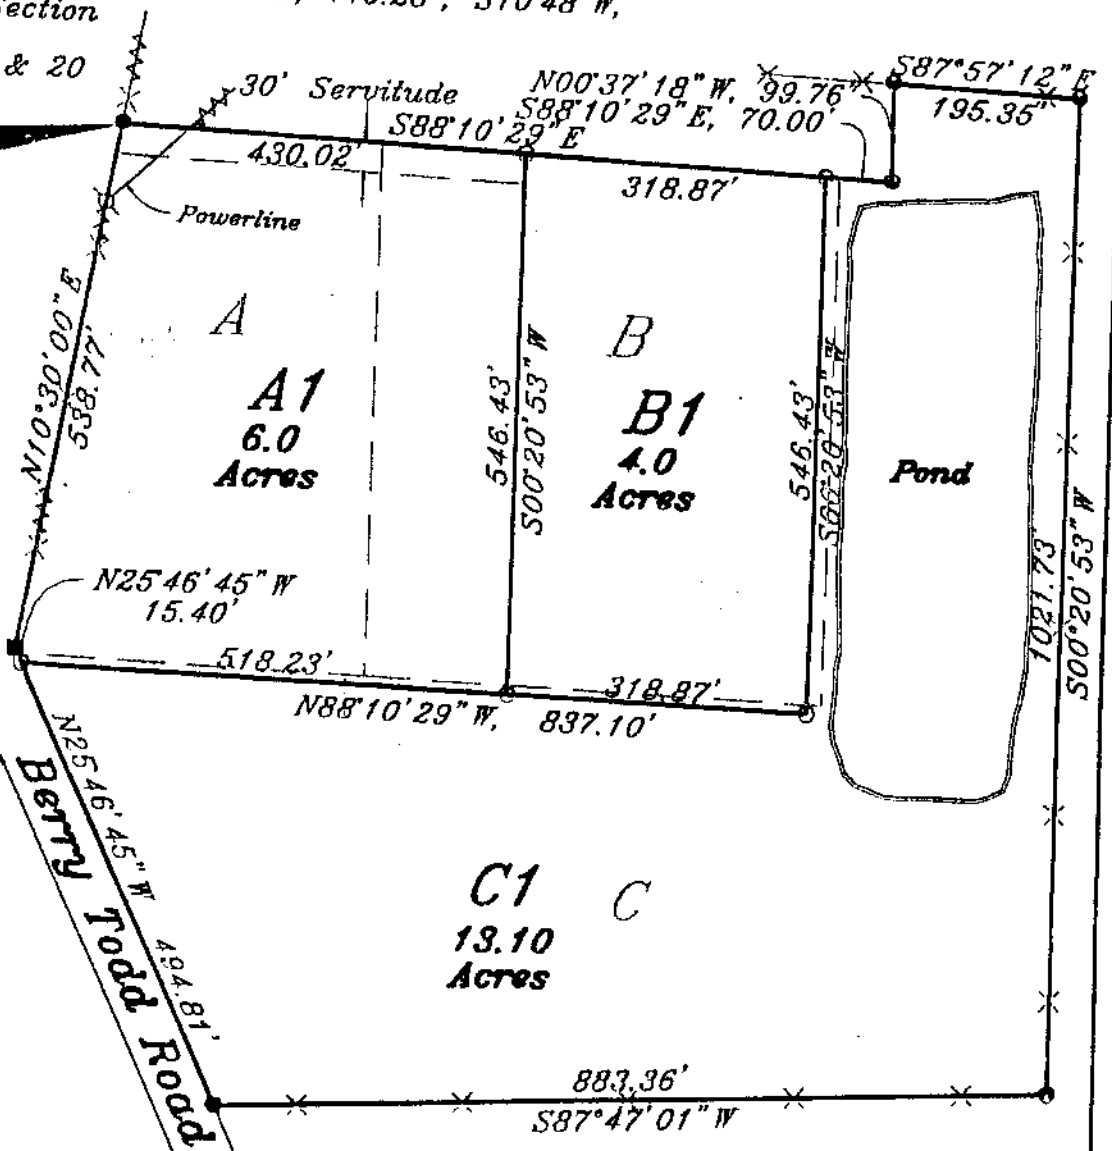 ection
& 20
30' Servitude
S88°10'29"E
430.02'
N00°37'18"W, 99.76'
S88°10'29"E, 70.00'
S87°57'12"E
195.35'
318.87'
Powerline
N10°30'00"E
538.77'
A
A1
6.0
Acres
546.43'
S00°20'53"W
B
B1
4.0
Acres
546.43'
S00°20'53"W
Pond
1021.73'
S00°20'53"W
N25°46'45"W
15.40'
518.23'
318.87'
N88°10'29"W, 837.10'
N25°46'45"W 494.81'
Berry Todd Road
C1
C
13.10
Acres
883.36'
S87°47'01"W